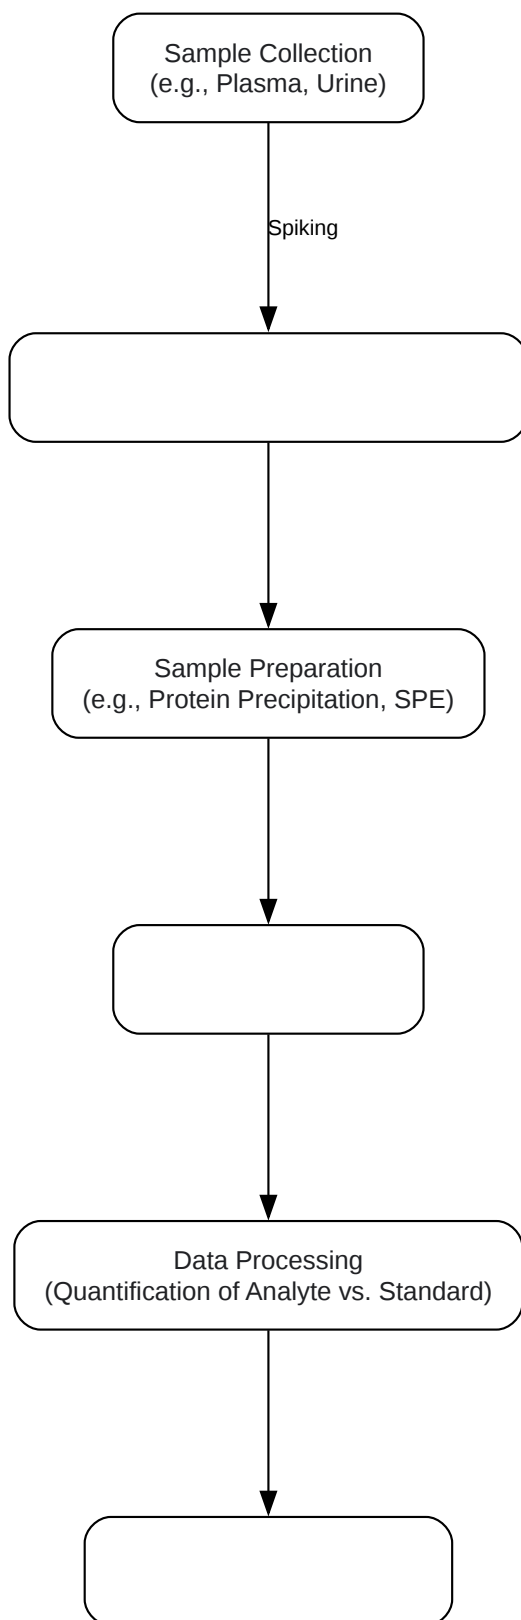 Sample Collection
(e.g., Plasma, Urine)
Spiking
Sample Preparation
(e.g., Protein Precipitation, SPE)
Data Processing
(Quantification of Analyte vs. Standard)